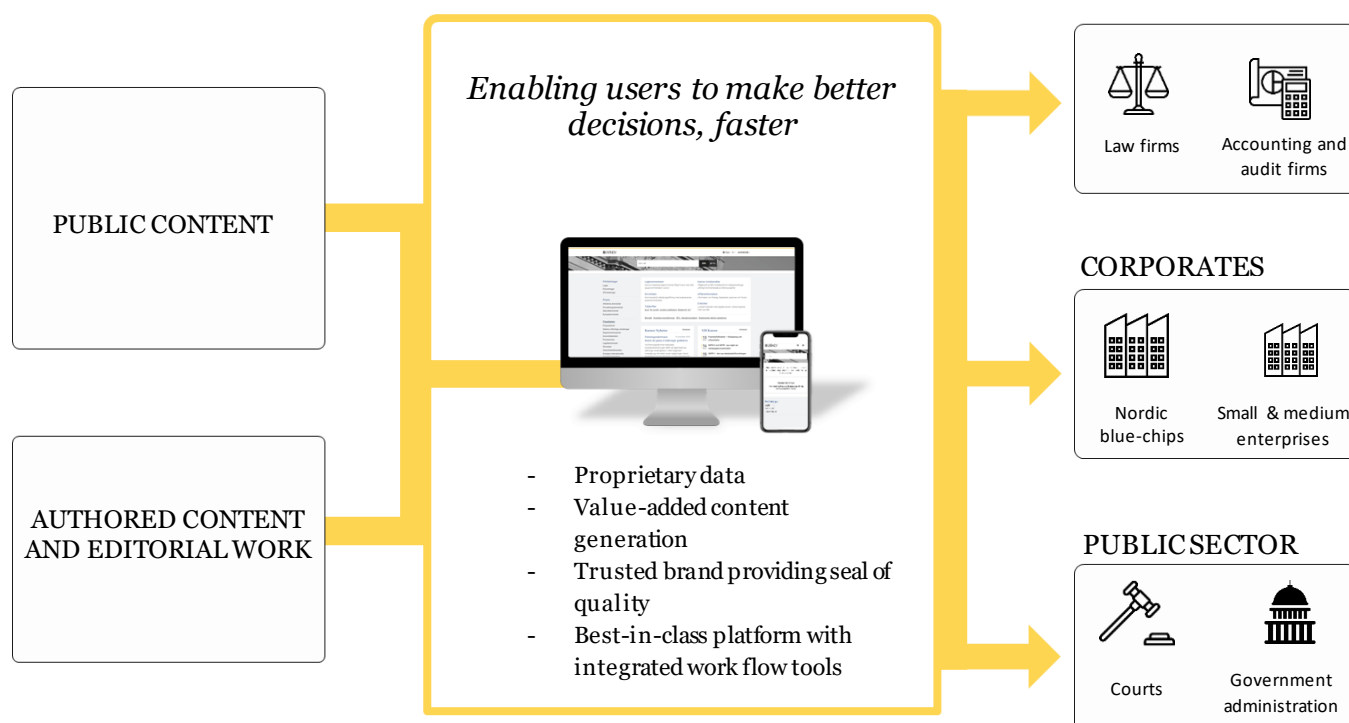 PUBLIC CONTENT
AUTHORED CONTENT
AND EDITORIAL WORK
Enabling users to make better
decisions, faster
- Proprietary data
- Value-added content
generation
- Trusted brand providing seal of
quality
- Best-in-class platform with
integrated work flow tools
Law firms
Accounting and
audit firms
CORPORATES
Nordic
blue-chips
Small & medium
enterprises
PUBLIC SECTOR
Courts
Government
administration